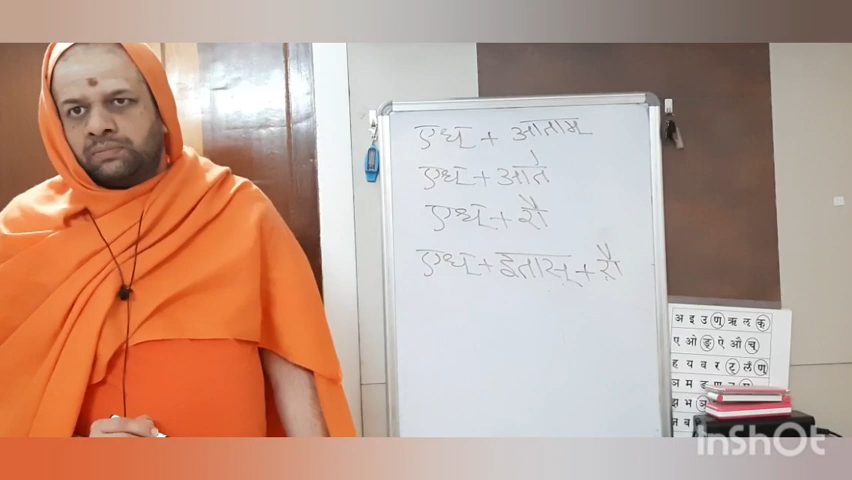 एध् + आताम्
एध् + आते
एध् + रौ
एध् + इतास् + रौ
अ इ उ ण् ऋ लृ क्
ए ओ ङ् ऐ औ च्
ह य व र ट् लँ ण्
ञ म ङ ण न म्
झ भ ञ्
InShOt